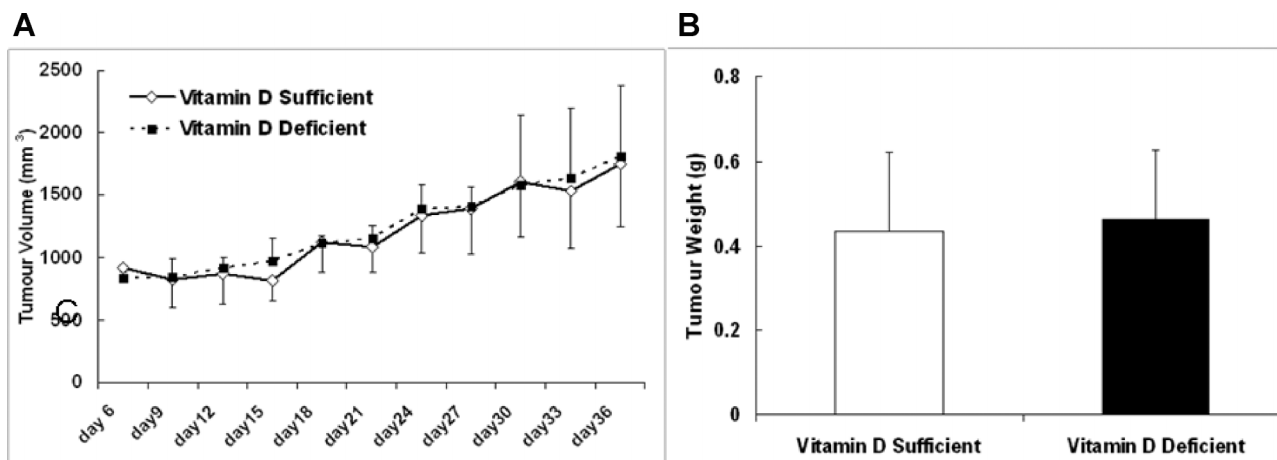 A
2500
2000
1500
1000
500
0
Tumour Volume (mm ³)
Vitamin D Sufficient
Vitamin D Deficient
C
day 6
day9
day12
day15
day18
day21
day24
day27
day30
day33
day36
B
0.8
0.6
0.4
0.2
0
Tumour Weight (g)
Vitamin D Sufficient
Vitamin D Deficient